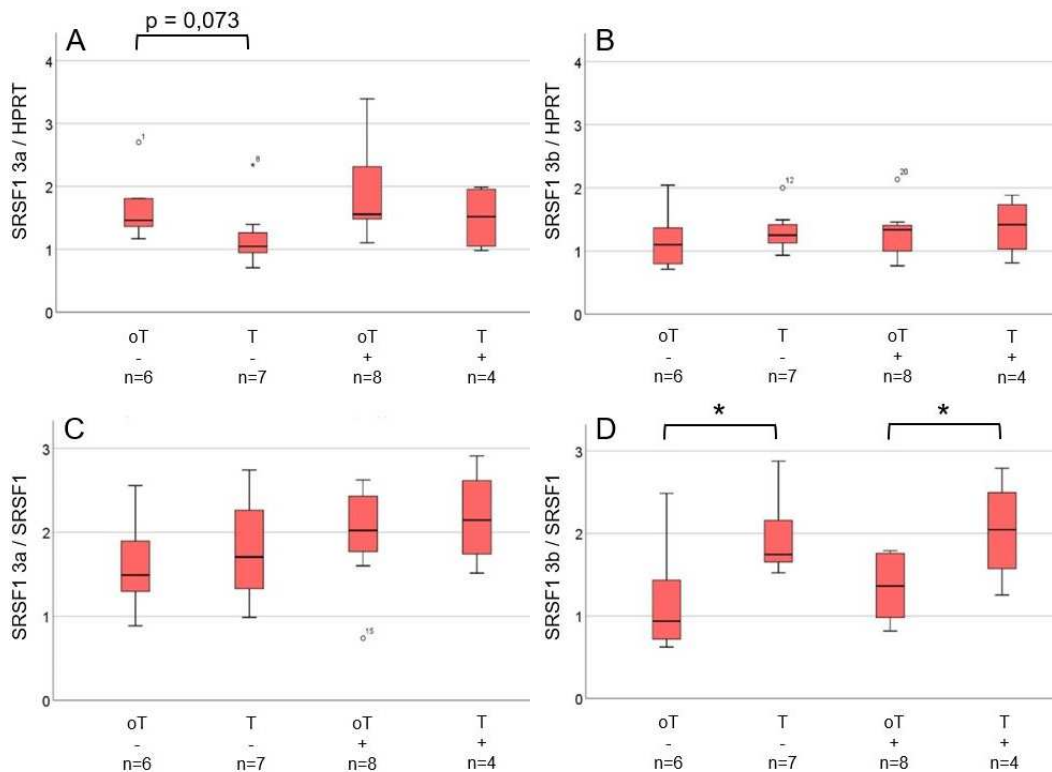 A
p = 0,073
SRSF1 3a / HPRT
4
3
2
1
0
1
8
oT
T
oT
T
-
-
+
+
n=6
n=7
n=8
n=4
B
SRSF1 3b / HPRT
4
3
2
1
0
12
20
oT
T
oT
T
-
-
+
+
n=6
n=7
n=8
n=4
C
SRSF1 3a / SRSF1
3
2
1
0
15
oT
T
oT
T
-
-
+
+
n=6
n=7
n=8
n=4
D
*
*
SRSF1 3b / SRSF1
3
2
1
0
oT
T
oT
T
-
-
+
+
n=6
n=7
n=8
n=4